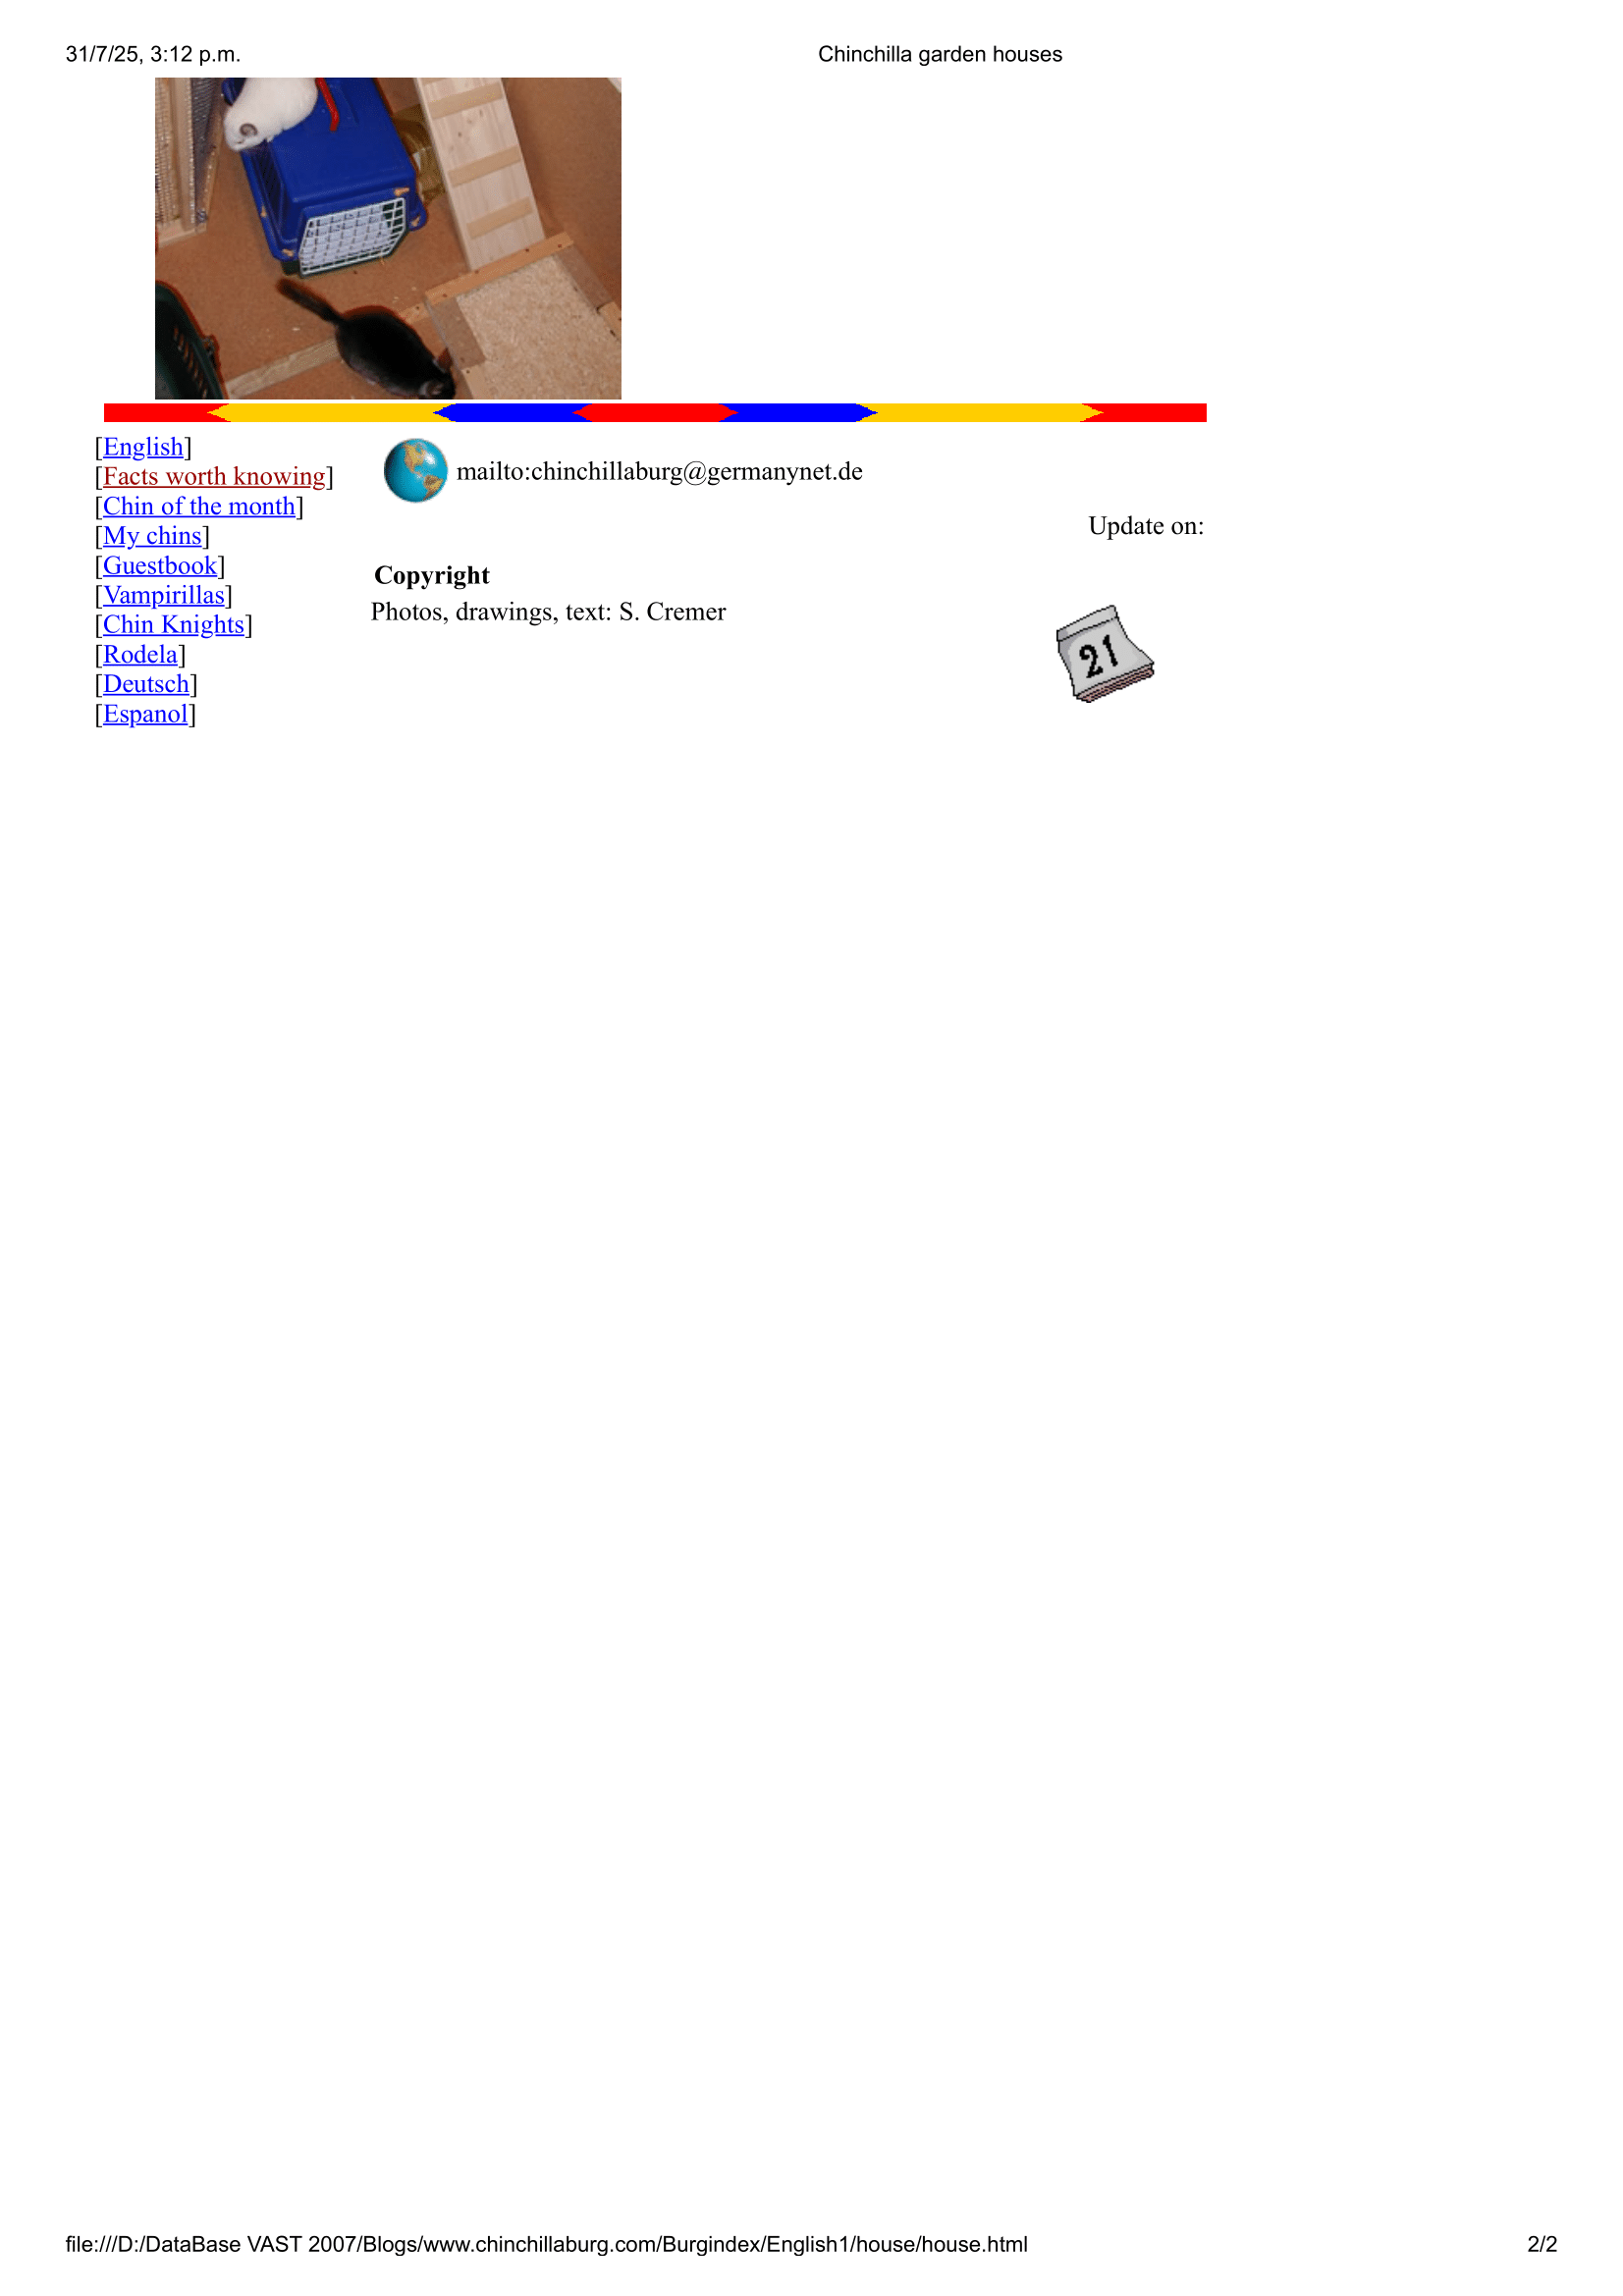 31/7/25, 3:12 p.m.
Chinchilla garden houses
[English]
[Facts worth knowing]
[Chin of the month]
[My chins]
[Guestbook]
[Vampirillas]
[Chin Knights]
[Rodela]
[Deutsch]
[Espanol]
mailto:chinchillaburg@germanynet.de
Copyright
Photos, drawings, text: S. Cremer
Update on:
21
file:///D:/DataBase VAST 2007/Blogs/www.chinchillaburg.com/Burgindex/English1/house/house.html
2/2